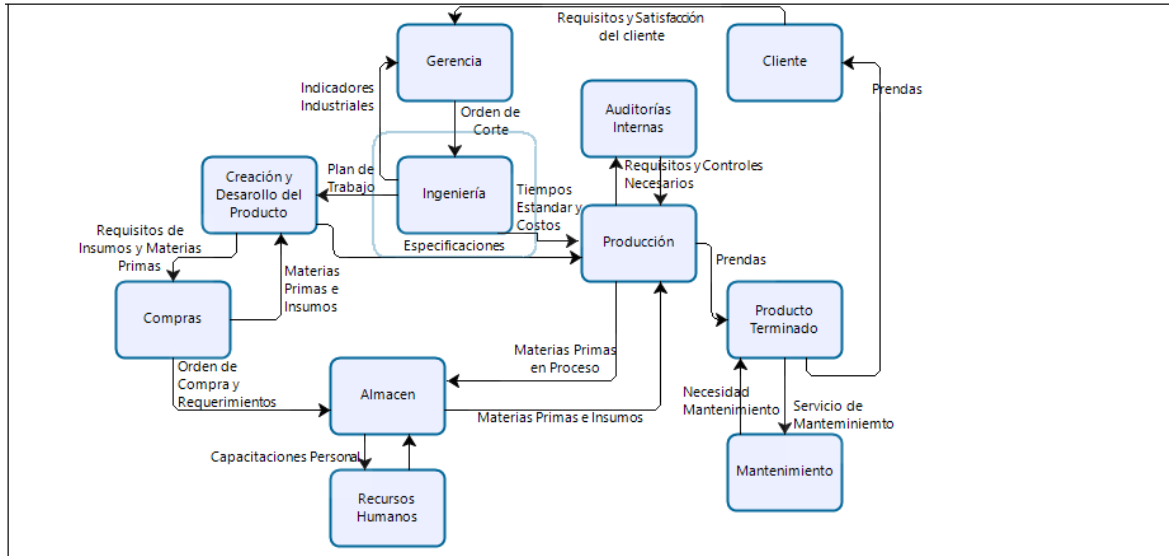 Requisitos y Satisfacción
del cliente
Gerencia
Cliente
Indicadores
Industriales
Prendas
Orden de
Corte
Auditorías
Internas
Requisitos y Controles
Necesarios
Creación y
Desarollo del
Producto
Plan de
Trabajo
Ingeniería
Tiempos
Estandar y
Costos
Producción
Especificaciones
Requisitos de
Insumos y Materias
Primas
Materias
Primas e
Insumos
Prendas
Compras
Producto
Terminado
Orden de
Compra y
Requerimientos
Materias Primas
en Proceso
Almacen
Materias Primas e Insumos
Necesidad
Mantenimiento
Servicio de
Mantemimiemto
Capacitaciones Personal
Recursos
Humanos
Mantenimiento